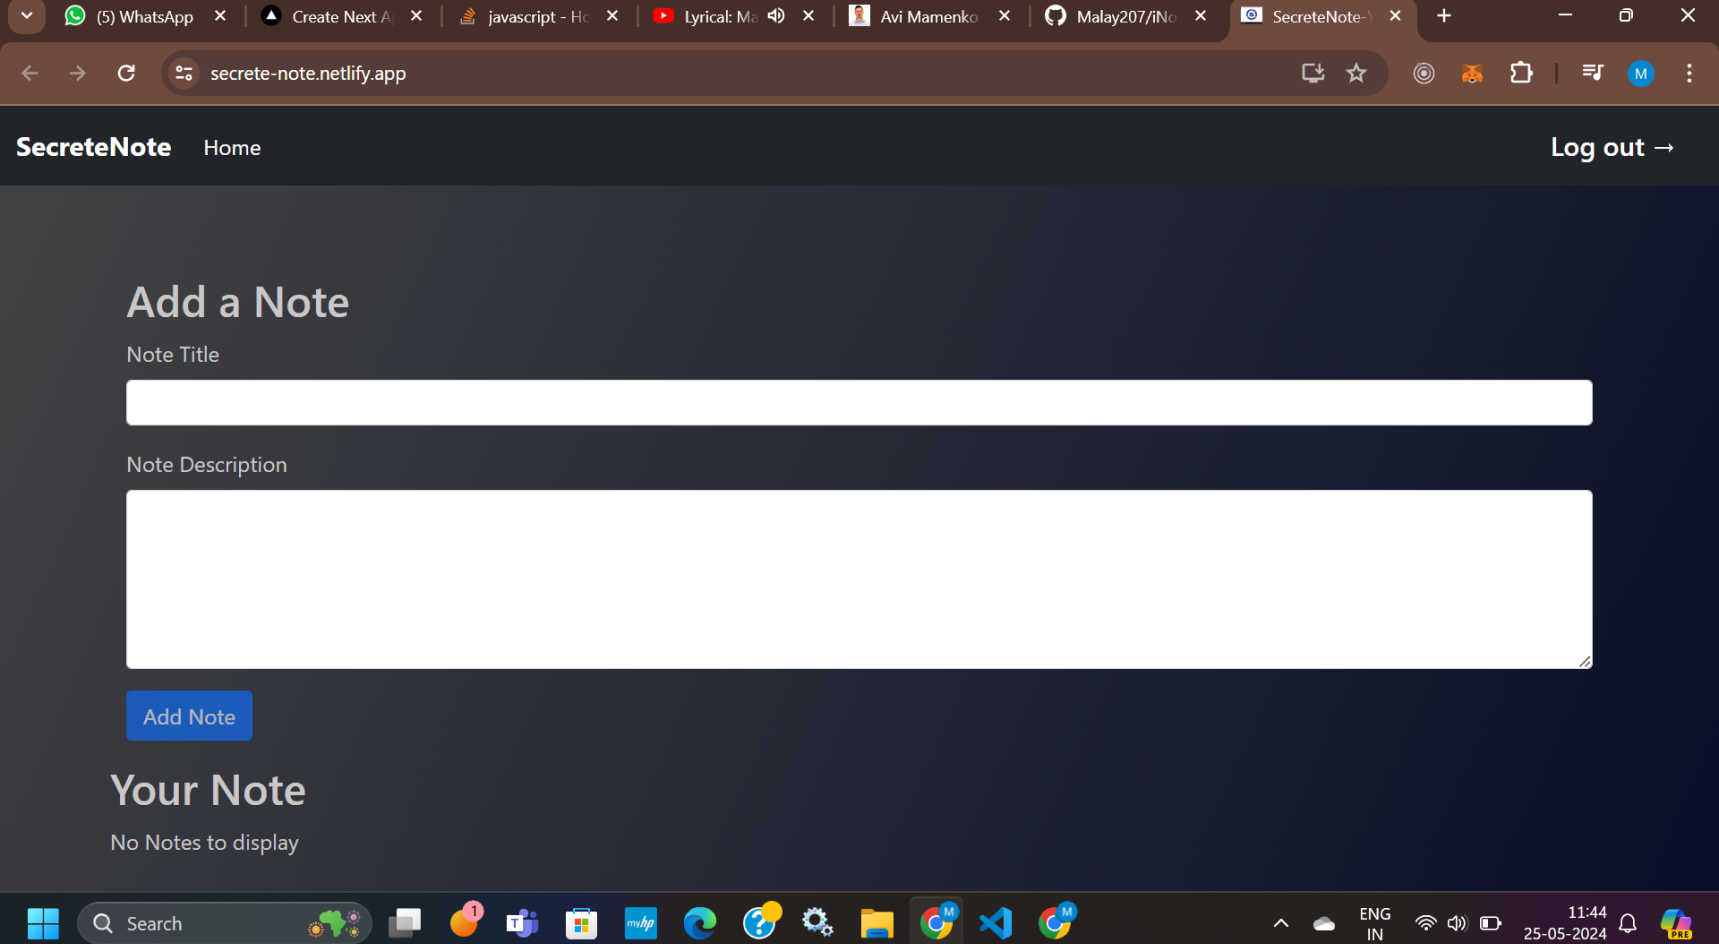 (5) WhatsApp
Create Next A
javascript - Ho
Lyrical: Ma
Avi Mamenko
Malay207/iNo
SecreteNote-Y
secrete-note.netlify.app
M
SecreteNote
Home
Log out →
Add a Note
Note Title
Note Description
Add Note
Your Note
No Notes to display
Search
1
T
myhp
M
M
ENG
IN
11:44
25-05-2024
PRE